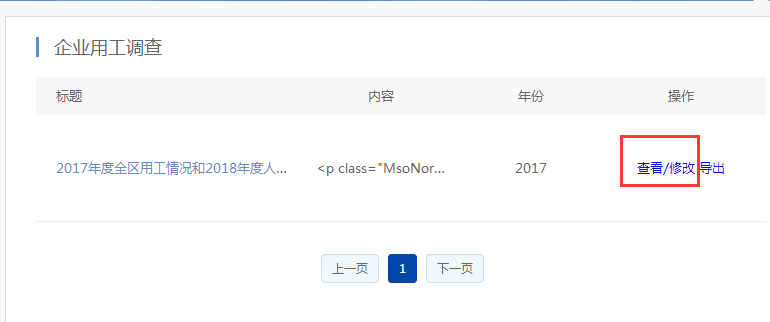 企业用工调查
标题 内容 年份 操作
2017年度全区用工情况和2018年度人... <p class="MsoNor... 2017 查看/修改 导出
上一页 1 下一页